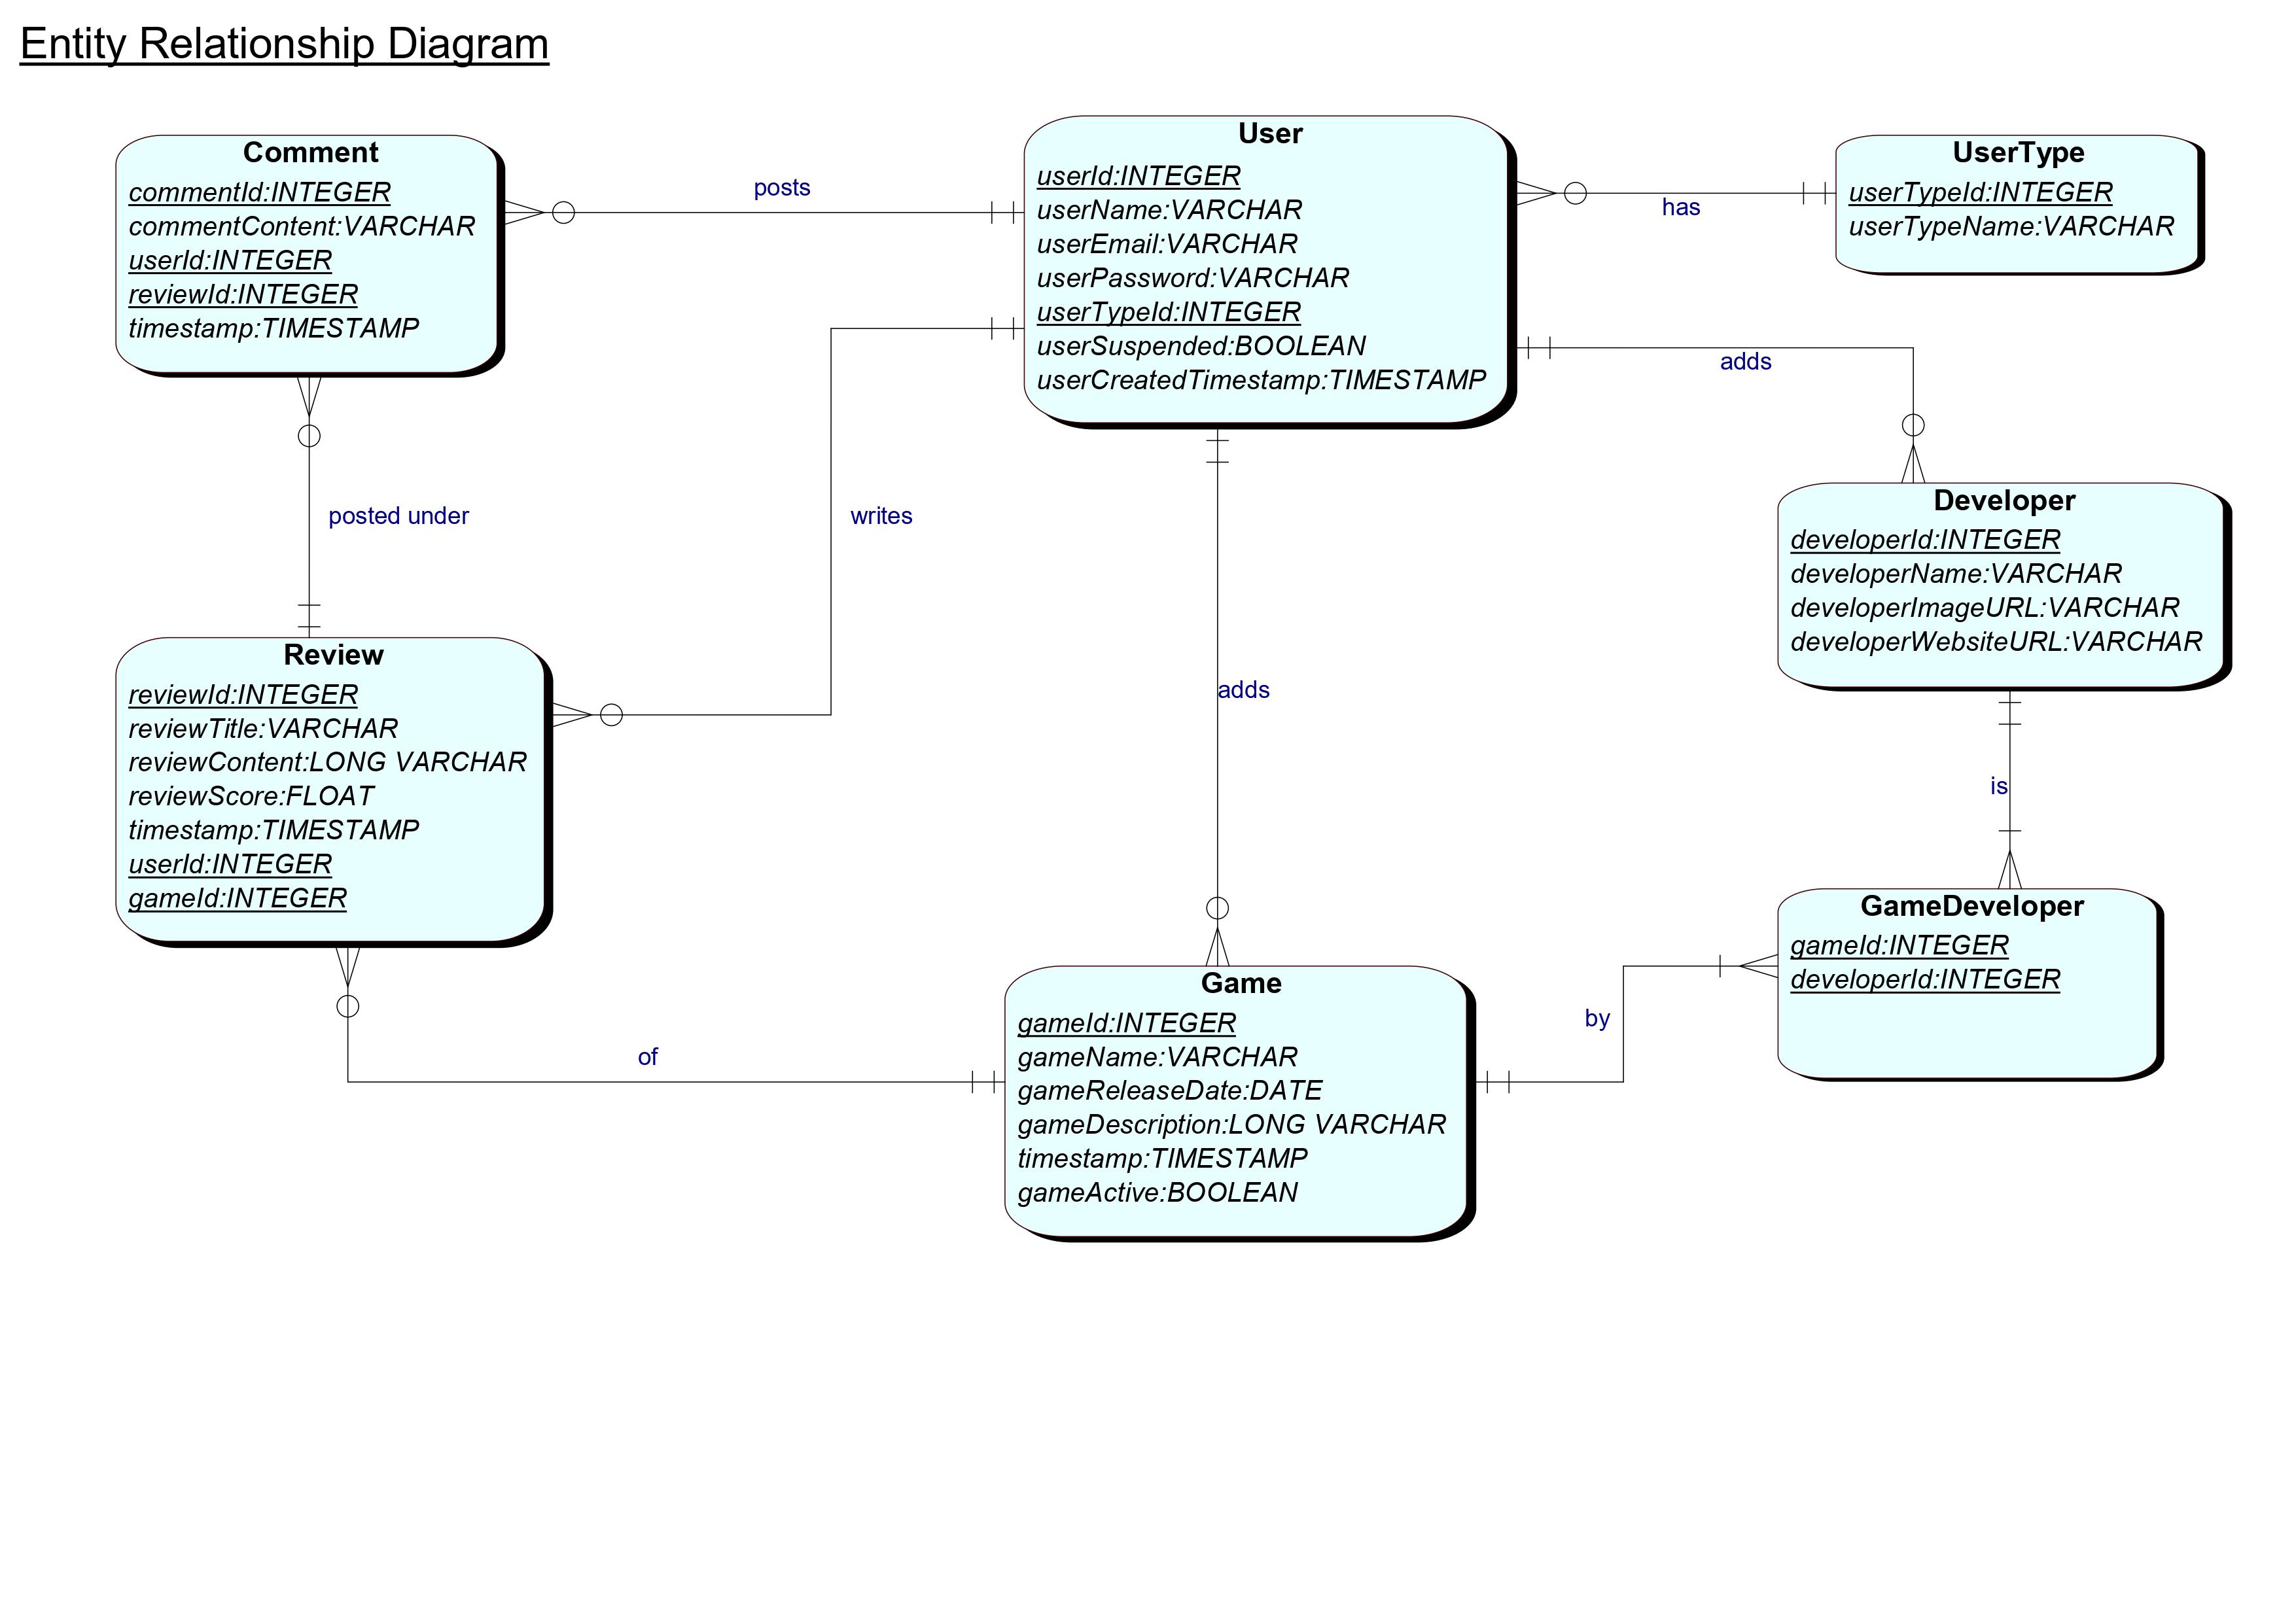 Entity Relationship Diagram
Comment
commentId:INTEGER
commentContent:VARCHAR
userId:INTEGER
reviewId:INTEGER
timestamp:TIMESTAMP
posts
User
userId:INTEGER
userName:VARCHAR
userEmail:VARCHAR
userPassword:VARCHAR
userTypeId:INTEGER
userSuspended:BOOLEAN
userCreatedTimestamp:TIMESTAMP
has
UserType
userTypeId:INTEGER
userTypeName:VARCHAR
adds
posted under
writes
Developer
developerId:INTEGER
developerName:VARCHAR
developerImageURL:VARCHAR
developerWebsiteURL:VARCHAR
Review
reviewId:INTEGER
reviewTitle:VARCHAR
reviewContent:LONG VARCHAR
reviewScore:FLOAT
timestamp:TIMESTAMP
userId:INTEGER
gameId:INTEGER
adds
is
GameDeveloper
gameId:INTEGER
developerId:INTEGER
of
Game
gameId:INTEGER
gameName:VARCHAR
gameReleaseDate:DATE
gameDescription:LONG VARCHAR
timestamp:TIMESTAMP
gameActive:BOOLEAN
by